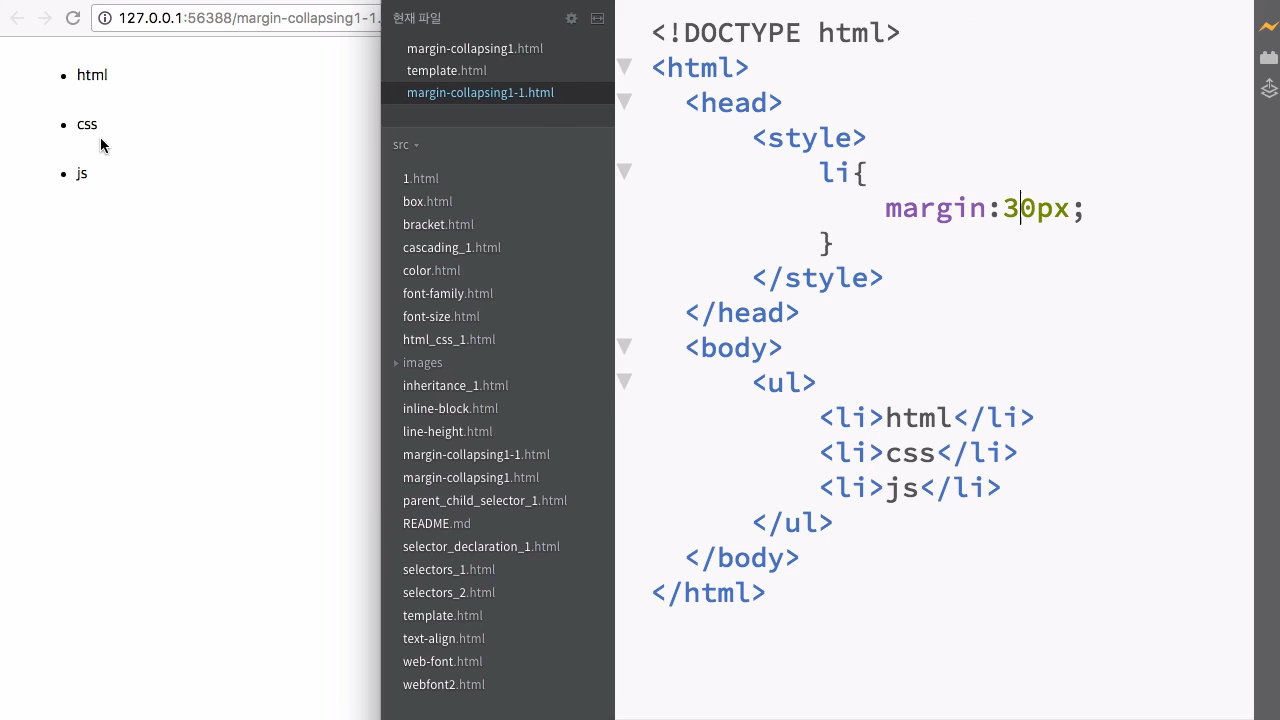 127.0.0.1:56388/margin-collapsing1-1.
html
css
js
현재 파일
margin-collapsing1.html
template.html
margin-collapsing1-1.html
src
1.html
box.html
bracket.html
cascading_1.html
color.html
font-family.html
font-size.html
html_css_1.html
images
inheritance_1.html
inline-block.html
line-height.html
margin-collapsing1-1.html
margin-collapsing1.html
parent_child_selector_1.html
README.md
selector_declaration_1.html
selectors_1.html
selectors_2.html
template.html
text-align.html
web-font.html
webfont2.html
<!DOCTYPE html>
<html>
<head>
<style>
li{
margin:30px;
}
</style>
</head>
<body>
<ul>
<li>html</li>
<li>css</li>
<li>js</li>
</ul>
</body>
</html>